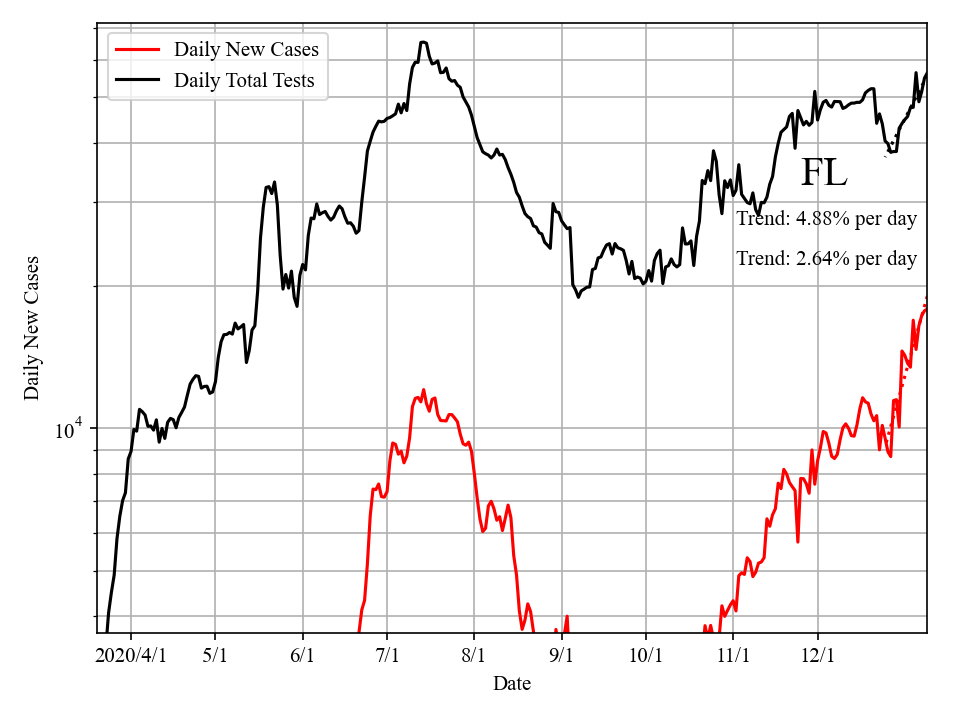 Daily New Cases
Daily Total Tests
FL
Trend: 4.88% per day
Trend: 2.64% per day
Daily New Cases
10^4
2020/4/1 5/1 6/1 7/1 8/1 9/1 10/1 11/1 12/1
Date